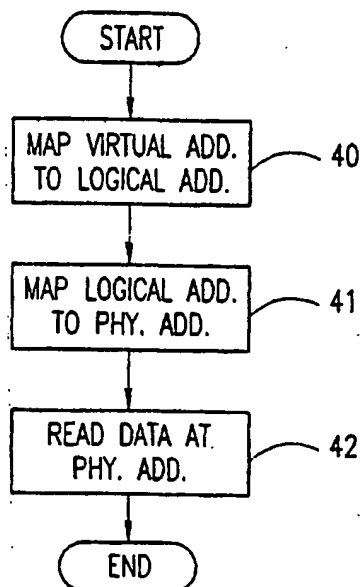 START
MAP VIRTUAL ADD.
TO LOGICAL ADD.
40
MAP LOGICAL ADD.
TO PHY. ADD.
41
READ DATA AT
PHY. ADD.
42
END